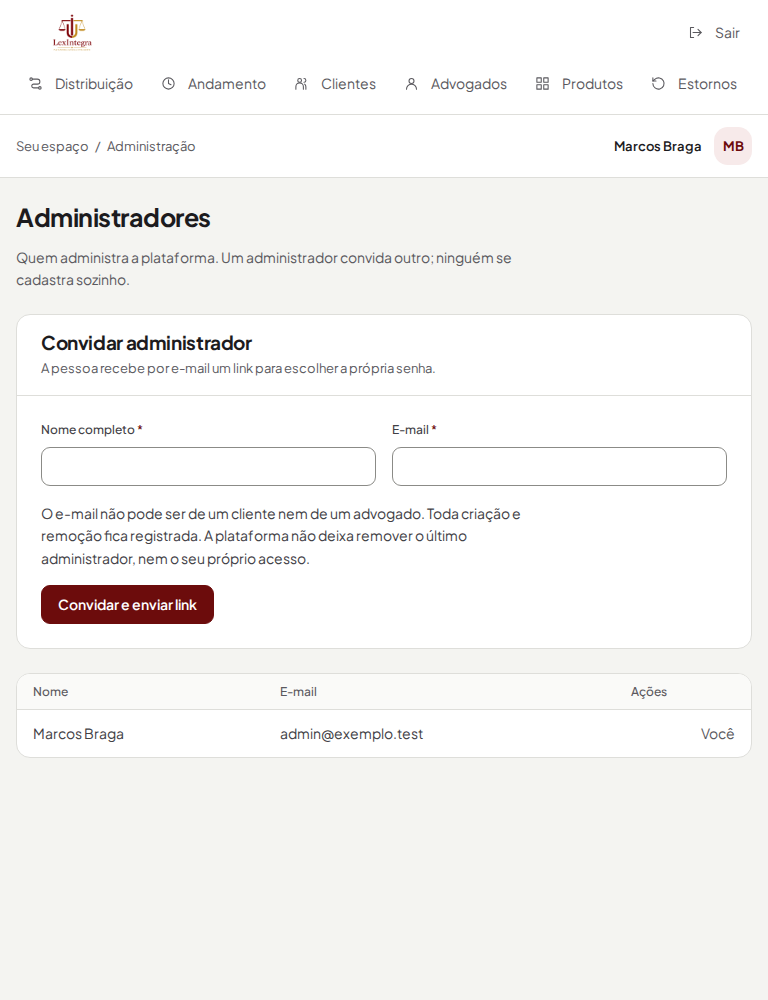 LexIntegra
Sair
Distribuição
Andamento
Clientes
Advogados
Produtos
Estornos
Seu espaço / Administração
Marcos Braga
MB
Administradores
Quem administra a plataforma. Um administrador convida outro; ninguém se
cadastra sozinho.
Convidar administrador
A pessoa recebe por e-mail um link para escolher a própria senha.
Nome completo *
E-mail *
O e-mail não pode ser de um cliente nem de um advogado. Toda criação e
remoção fica registrada. A plataforma não deixa remover o último
administrador, nem o seu próprio acesso.
Convidar e enviar link
Nome
E-mail
Ações
Marcos Braga
admin@exemplo.test
Você